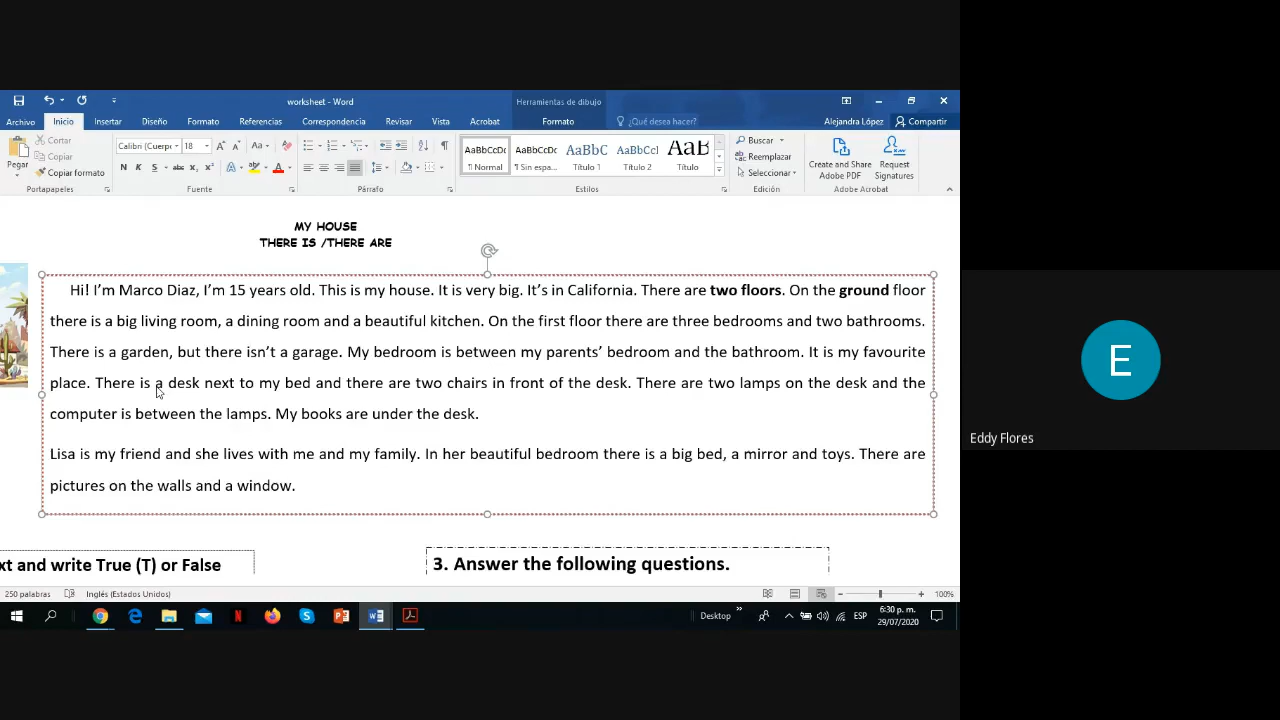 worksheet - Word
Herramientas de dibujo
Archivo Inicio Insertar Diseño Formato Referencias Correspondencia Revisar Vista Acrobat Formato ¿Qué desea hacer? Alejandra López Compartir
Pegar
Cortar
Copiar
Copiar formato
Portapapeles
Calibri (Cuerpo 18
N K S abc x₂ x²
Fuente
Párrafo
AaBbCcDc AaBbCcDc AaBbC AaBbCcI AaB
¶ Normal ¶ Sin espa... Título 1 Título 2 Título
Estilos
Buscar
Reemplazar
Seleccionar
Edición
Create and Share Adobe PDF
Request Signatures
Adobe Acrobat
MY HOUSE
THERE IS /THERE ARE
Hi! I'm Marco Diaz, I'm 15 years old. This is my house. It is very big. It's in California. There are two floors. On the ground floor
there is a big living room, a dining room and a beautiful kitchen. On the first floor there are three bedrooms and two bathrooms.
There is a garden, but there isn't a garage. My bedroom is between my parents' bedroom and the bathroom. It is my favourite
place. There is a desk next to my bed and there are two chairs in front of the desk. There are two lamps on the desk and the
computer is between the lamps. My books are under the desk.
Lisa is my friend and she lives with me and my family. In her beautiful bedroom there is a big bed, a mirror and toys. There are
pictures on the walls and a window.
xt and write True (T) or False
3. Answer the following questions.
250 palabras Inglés (Estados Unidos) 100%
Desktop ESP 6:30 p. m.
29/07/2020
E
Eddy Flores